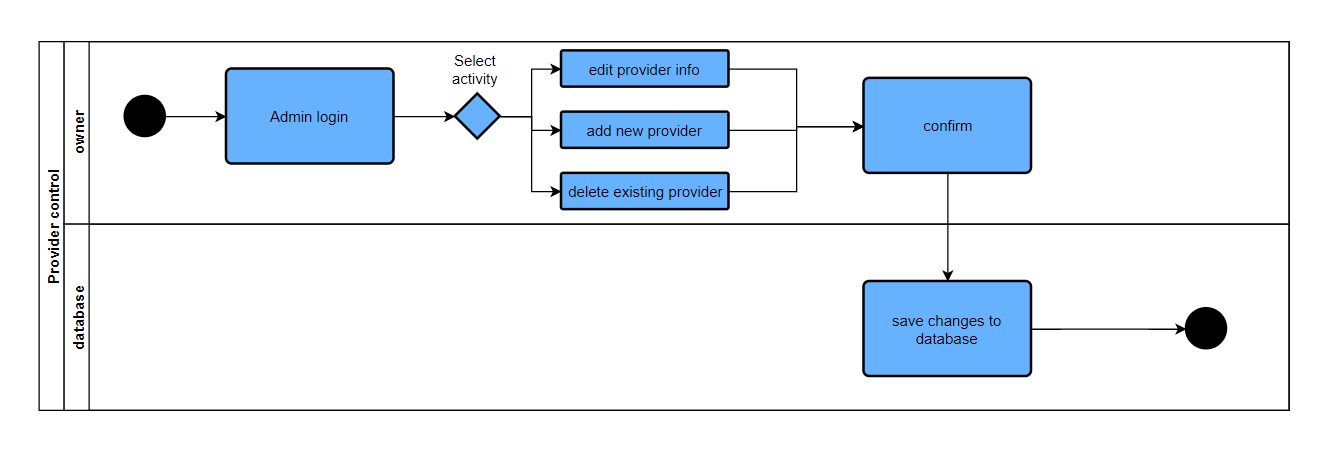 Provider control
owner
database
Admin login
Select
activity
edit provider info
add new provider
delete existing provider
confirm
save changes to
database